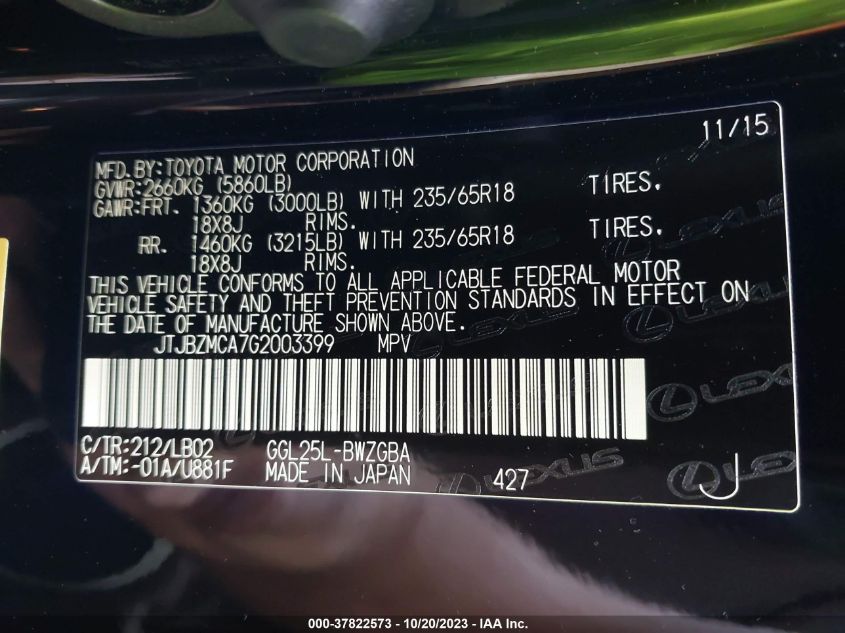 11/15
MFD.BY:TOYOTA MOTOR CORPORATION
GVWR:2660KG (5860LB)
GAWR:FRT. 1360KG (3000LB) WITH 235/65R18 TIRES.
18X8J RIMS.
RR. 1460KG (3215LB) WITH 235/65R18 TIRES.
18X8J RIMS.
THIS VEHICLE CONFORMS TO ALL APPLICABLE FEDERAL MOTOR
VEHICLE SAFETY AND THEFT PREVENTION STANDARDS IN EFFECT ON
THE DATE OF MANUFACTURE SHOWN ABOVE.
JTJBZMCA7G2003399 MPV
LEXUS
C/TR:212/LB02 GGL25L-BWZGBA
A/TM:-01A/U881F MADE IN JAPAN 427 J
LEXUS
LEXUS
000-37822573 - 10/20/2023 - IAA Inc.